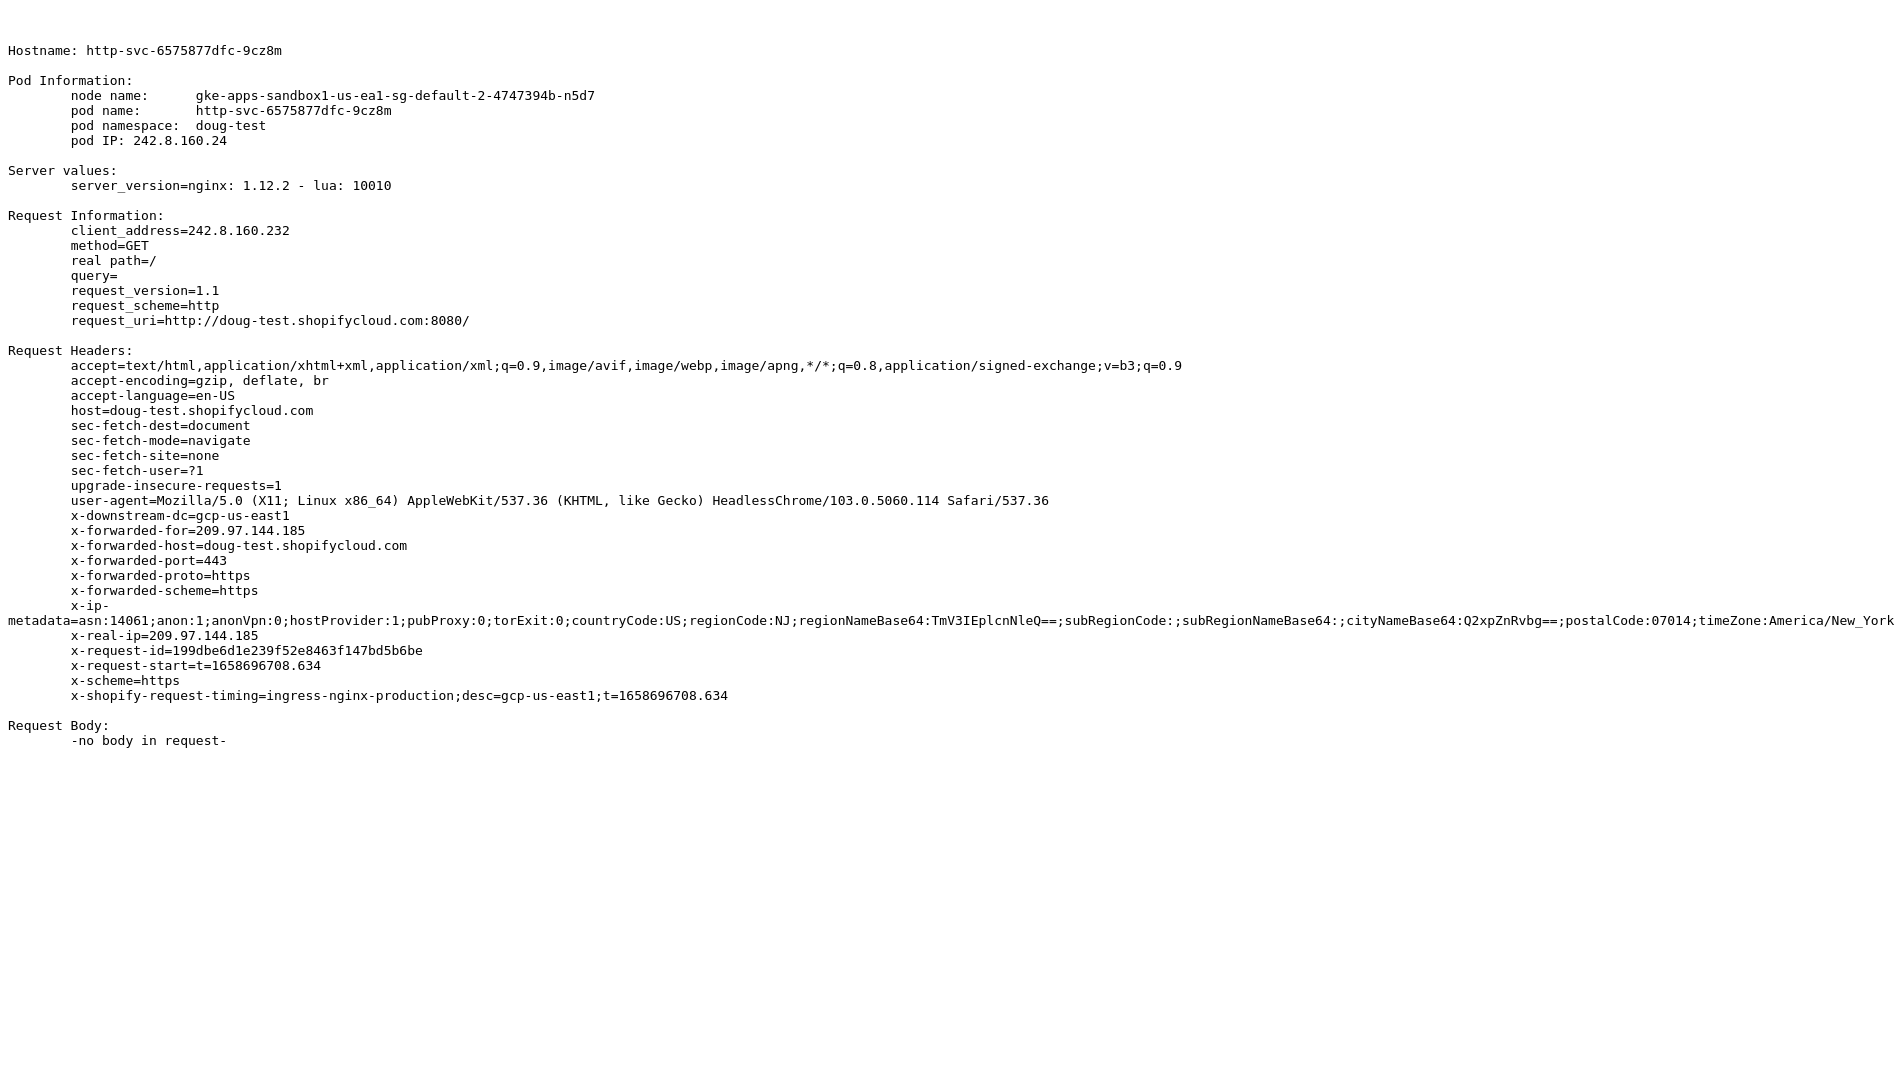 Hostname: http-svc-6575877dfc-9cz8m
Pod Information:
node name: gke-apps-sandbox1-us-ea1-sg-default-2-4747394b-n5d7
pod name: http-svc-6575877dfc-9cz8m
pod namespace: doug-test
pod IP: 242.8.160.24
Server values:
server_version=nginx: 1.12.2 - lua: 10010
Request Information:
client_address=242.8.160.232
method=GET
real path=/
query=
request_version=1.1
request_scheme=http
request_uri=http://doug-test.shopifycloud.com:8080/
Request Headers:
accept=text/html,application/xhtml+xml,application/xml;q=0.9,image/avif,image/webp,image/apng,*/*;q=0.8,application/signed-exchange;v=b3;q=0.9
accept-encoding=gzip, deflate, br
accept-language=en-US
host=doug-test.shopifycloud.com
sec-fetch-dest=document
sec-fetch-mode=navigate
sec-fetch-site=none
sec-fetch-user=?1
upgrade-insecure-requests=1
user-agent=Mozilla/5.0 (X11; Linux x86_64) AppleWebKit/537.36 (KHTML, like Gecko) HeadlessChrome/103.0.5060.114 Safari/537.36
x-downstream-dc=gcp-us-east1
x-forwarded-for=209.97.144.185
x-forwarded-host=doug-test.shopifycloud.com
x-forwarded-port=443
x-forwarded-proto=https
x-forwarded-scheme=https
x-ip-
metadata=asn:14061;anon:1;anonVpn:0;hostProvider:1;pubProxy:0;torExit:0;countryCode:US;regionCode:NJ;regionNameBase64:TmV3IEplcnNleQ==;subRegionCode:;subRegionNameBase64:;cityNameBase64:Q2xpZnRvbg==;postalCode:07014;timeZone:America/New_York
x-real-ip=209.97.144.185
x-request-id=199dbe6d1e239f52e8463f147bd5b6be
x-request-start=t=1658696708.634
x-scheme=https
x-shopify-request-timing=ingress-nginx-production;desc=gcp-us-east1;t=1658696708.634
Request Body:
-no body in request-